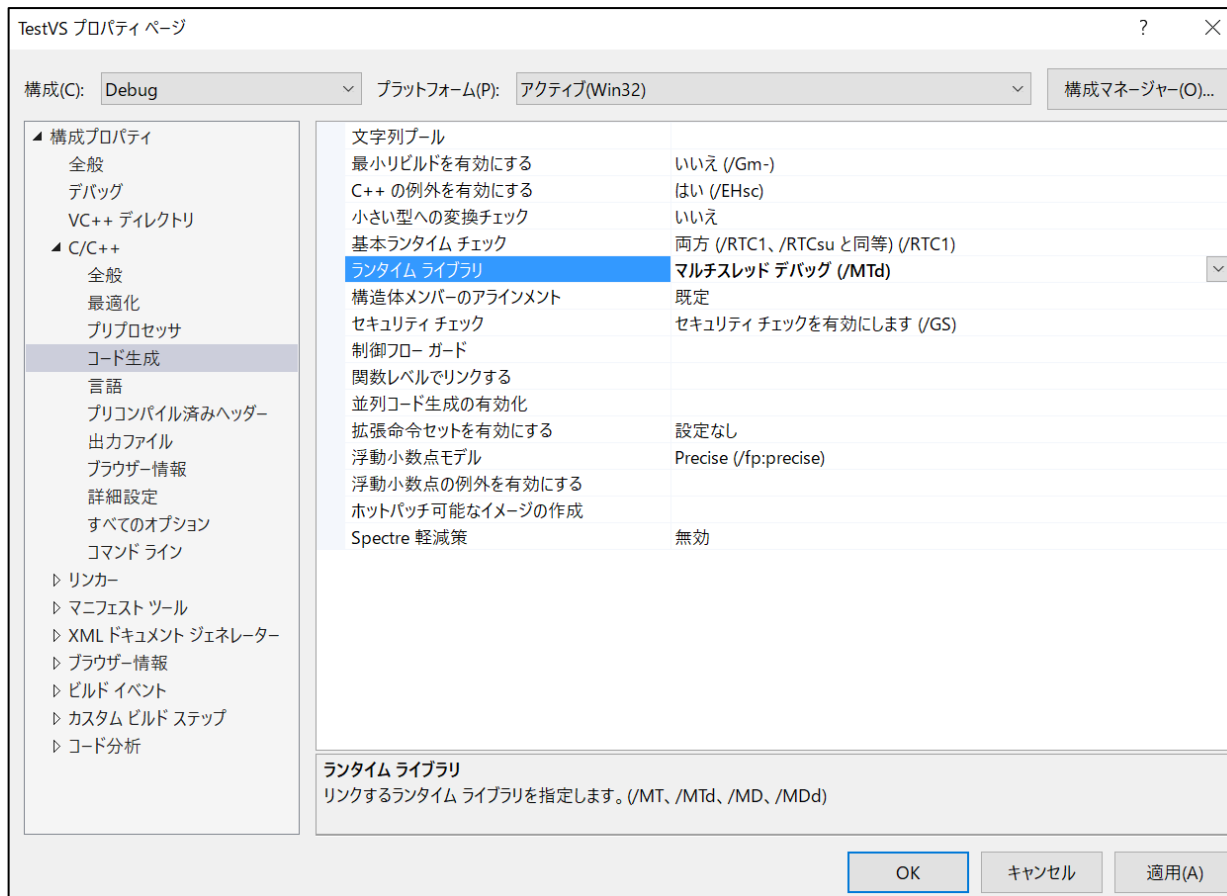 TestVS プロパティ ページ
?
構成(C): Debug プラットフォーム(P): アクティブ(Win32) 構成マネージャー(O)...
構成プロパティ
全般
デバッグ
VC++ ディレクトリ
C/C++
全般
最適化
プリプロセッサ
コード生成
言語
プリコンパイル済みヘッダー
出力ファイル
ブラウザー情報
詳細設定
すべてのオプション
コマンド ライン
リンカー
マニフェスト ツール
XML ドキュメント ジェネレーター
ブラウザー情報
ビルド イベント
カスタム ビルド ステップ
コード分析
文字列プール
最小リビルドを有効にする いいえ (/Gm-)
C++ の例外を有効にする はい (/EHsc)
小さい型への変換チェック いいえ
基本ランタイム チェック 両方 (/RTC1、/RTCsu と同等) (/RTC1)
ランタイム ライブラリ マルチスレッド デバッグ (/MTd)
構造体メンバーのアラインメント 既定
セキュリティ チェック セキュリティ チェックを有効にします (/GS)
制御フロー ガード
関数レベルでリンクする
並列コード生成の有効化
拡張命令セットを有効にする 設定なし
浮動小数点モデル Precise (/fp:precise)
浮動小数点の例外を有効にする
ホットパッチ可能なイメージの作成
Spectre 軽減策 無効
ランタイム ライブラリ
リンクするランタイム ライブラリを指定します。(/MT、/MTd、/MD、/MDd)
OK キャンセル 適用(A)